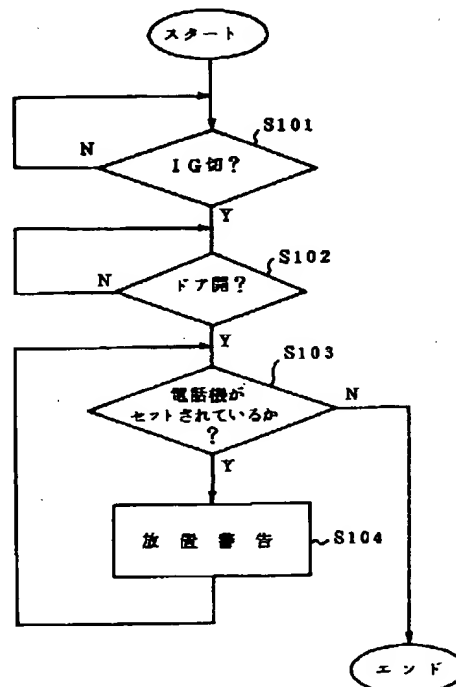 スタート
S101
N
IG切?
Y
S102
N
ドア開?
Y
S103
電話機が
セットされているか
?
N
Y
放置警告
S104
エンド